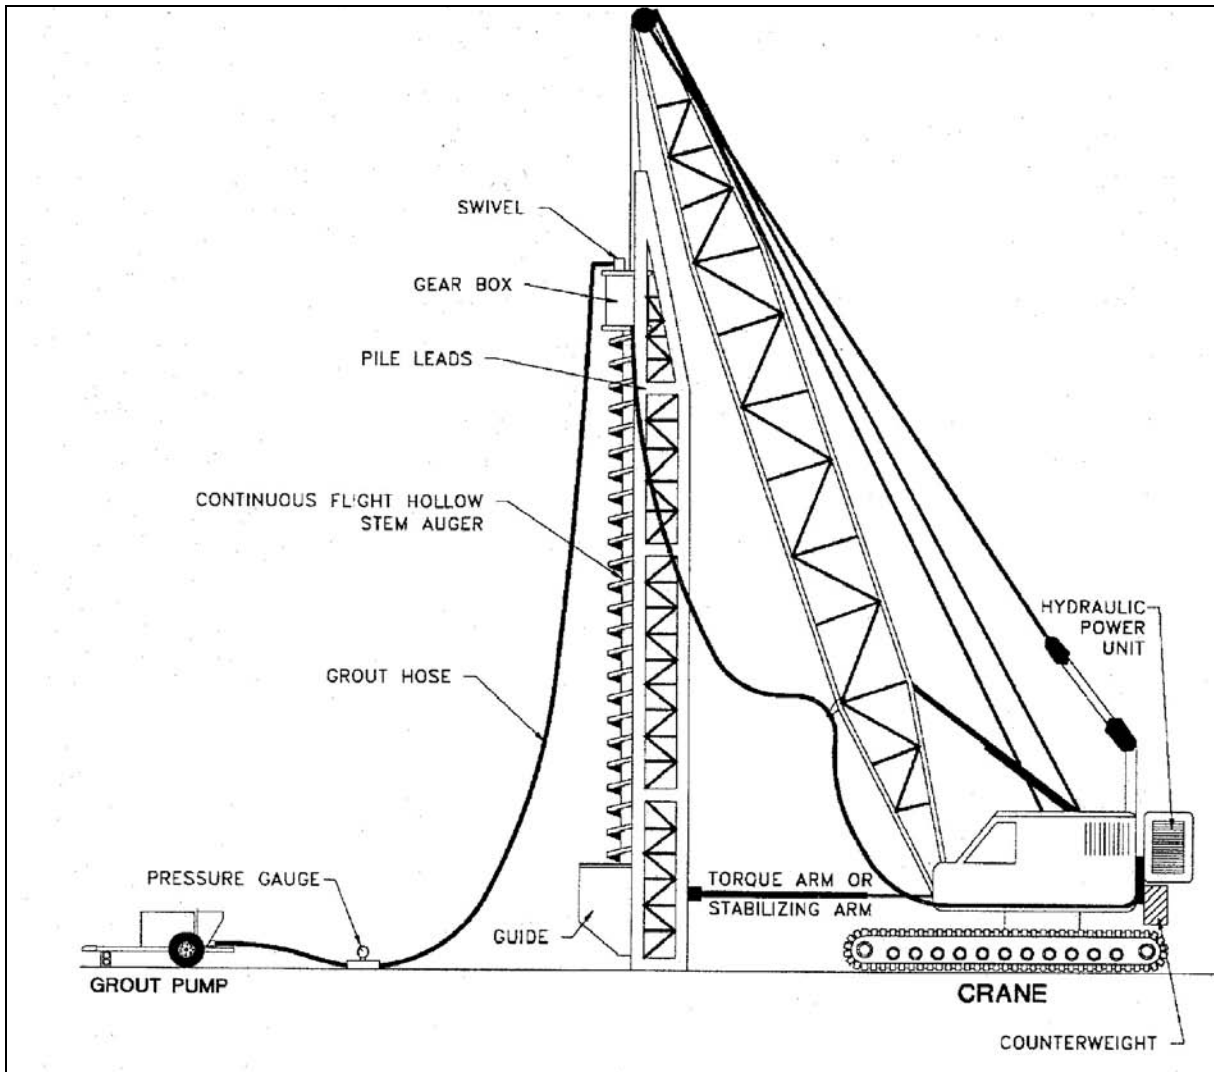 SWIVEL
GEAR BOX
PILE LEADS
CONTINUOUS FLIGHT HOLLOW
STEM AUGER
HYDRAULIC
POWER
UNIT
GROUT HOSE
PRESSURE GAUGE
TORQUE ARM OR
STABILIZING ARM
GUIDE
GROUT PUMP
CRANE
COUNTERWEIGHT